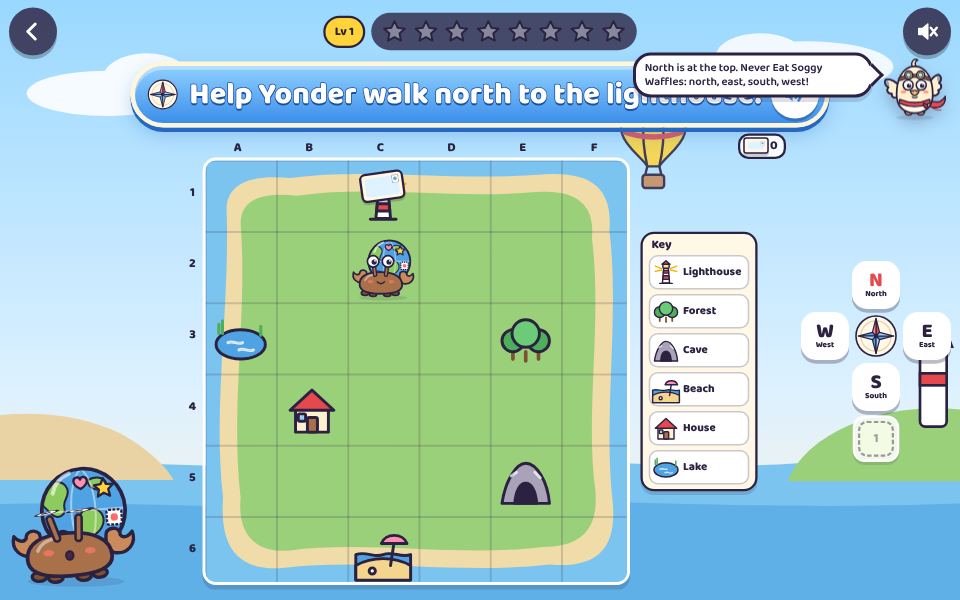 Lv 1
North is at the top. Never Eat Soggy
Waffles: north, east, south, west!
Help Yonder walk north to the lighthouse.
0
A B C D E F
1
2
3
4
5
6
Key
Lighthouse
Forest
Cave
Beach
House
Lake
N
North
W
West
E
East
S
South
1